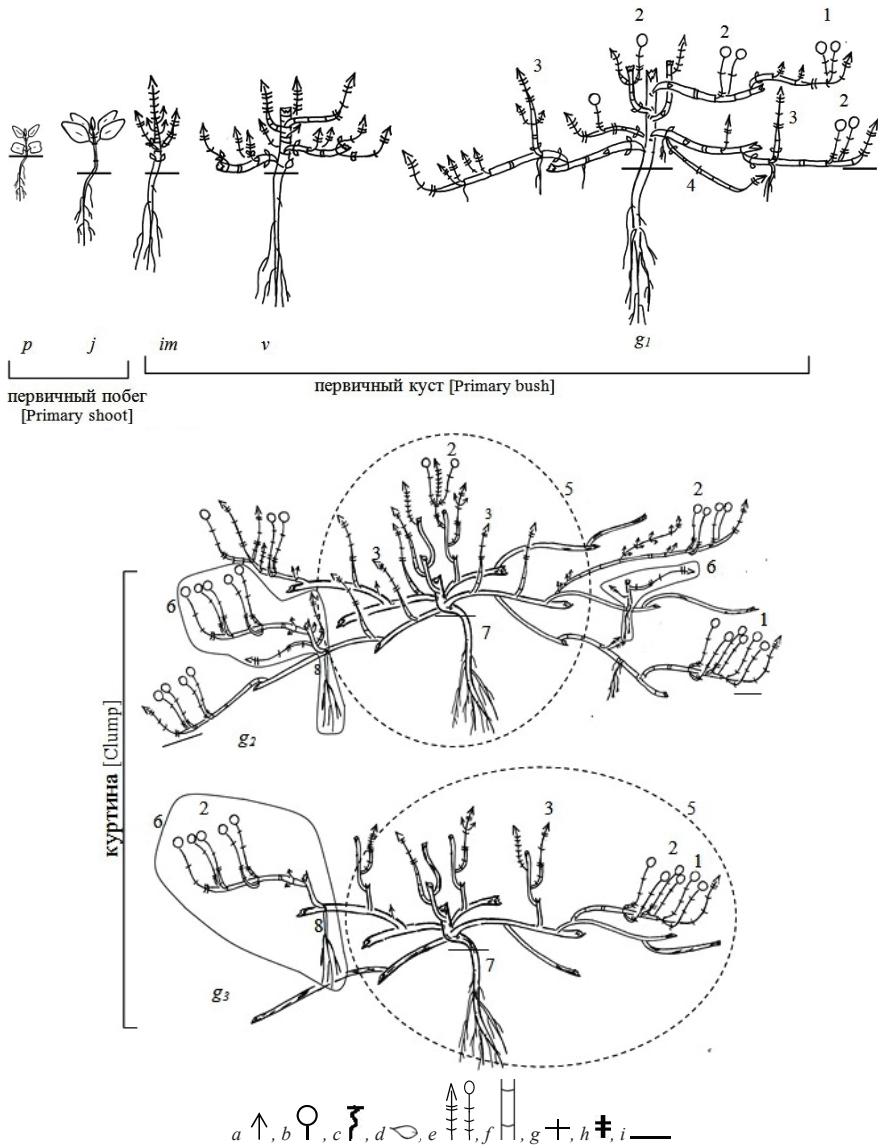 2 2 1
3
2
3
4
p j im v g1
первичный побег
[Primary shoot]
первичный куст [Primary bush]
2
5
2
3
3
6
6
1
7
8
g2
куртина [Clump]
6 2 3 5
2 1
8
7
g3
a , b , c , d , e , f , g , h , i